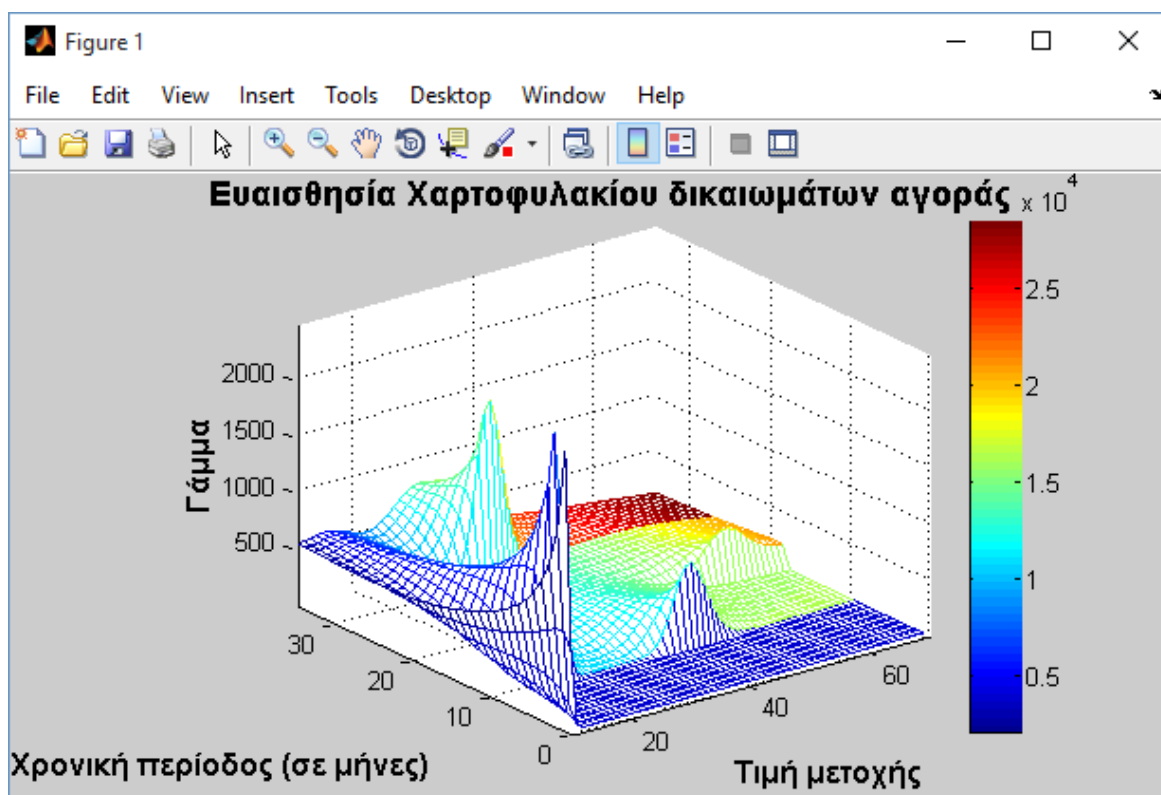 Figure 1
File Edit View Insert Tools Desktop Window Help
Ευαισθησία Χαρτοφυλακίου δικαιωμάτων αγοράς
x 10^4
2000
1500
1000
500
Γάμμα
30
20
10
0
Χρονική περίοδος (σε μήνες)
20
40
60
Τιμή μετοχής
2.5
2
1.5
1
0.5